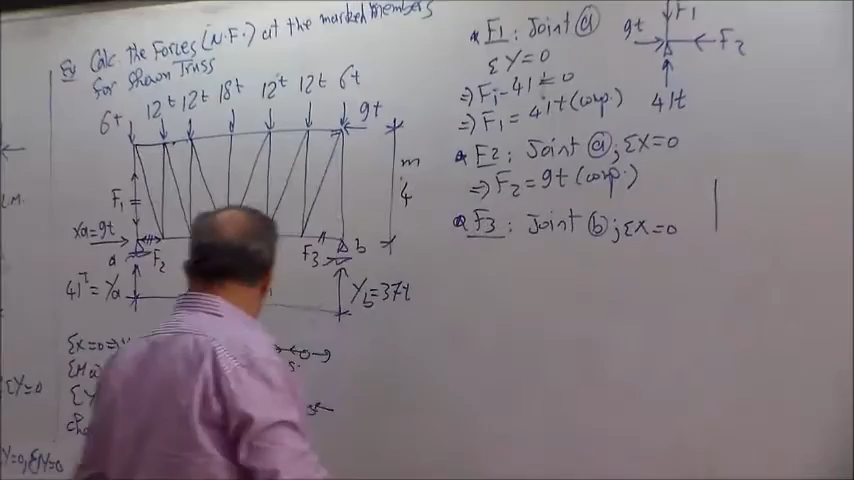 Ex Calc. the Forces (N.F.) at the marked members
for shown Truss
6t 12t 12t 18t 12t 12t 6t
9t
F1
4 m
Xa=9t
a F2 F3 b
41T = Ya
Yb=37t
ΣX=0 =>
ΣY=0
* F1: Joint ⓐ
ΣY=0
=> F1-41=0
=> F1 = 41t (comp.)
* F2: Joint ⓐ; ΣX=0
=> F2 = 9t (comp.)
* F3: Joint ⓑ; ΣX=0
F1
9t F2
41t